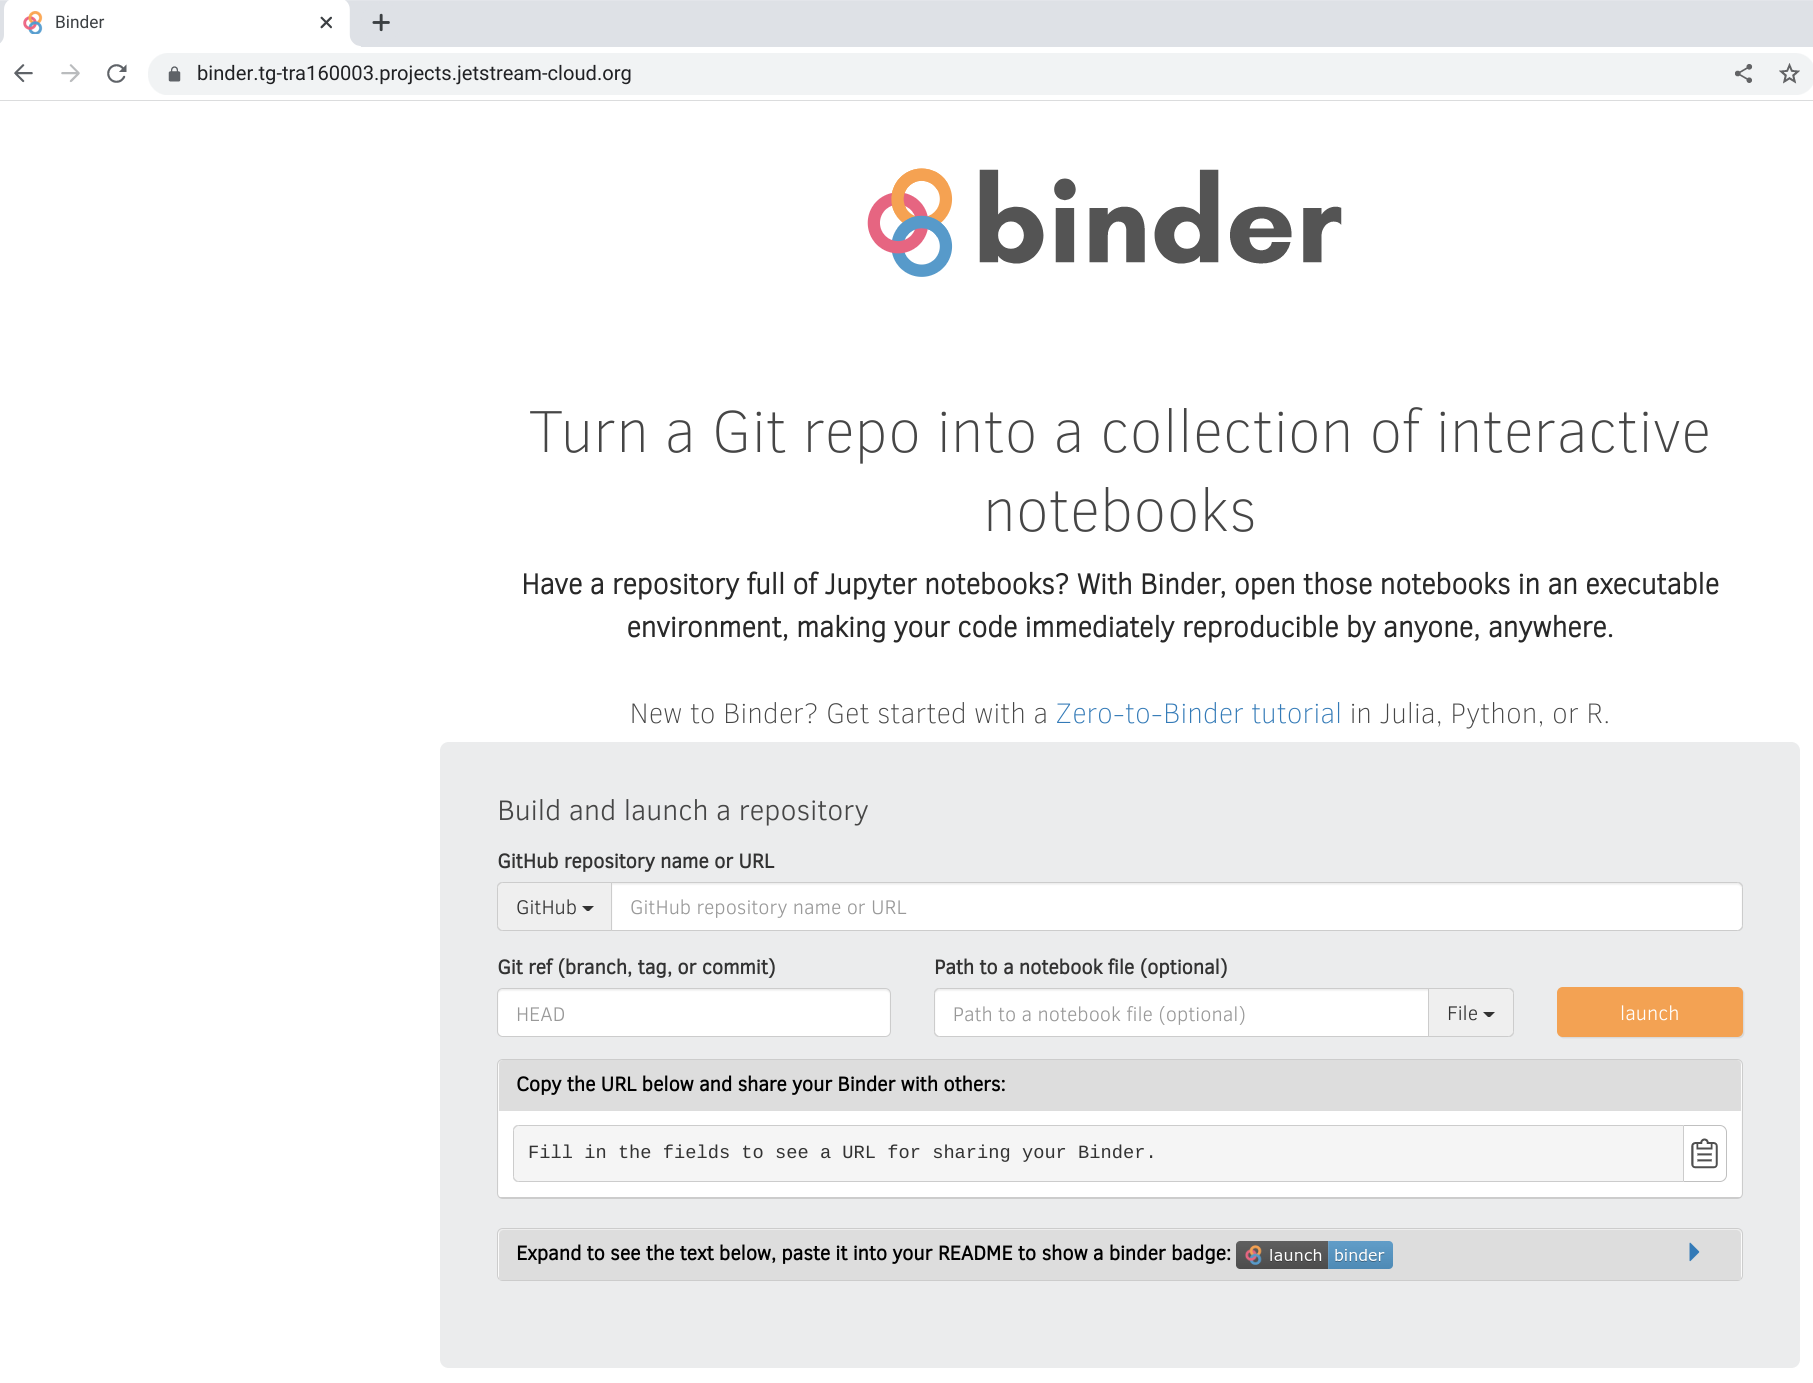 Binder
binder.tg-tra160003.projects.jetstream-cloud.org
binder
Turn a Git repo into a collection of interactive
notebooks
Have a repository full of Jupyter notebooks? With Binder, open those notebooks in an executable
environment, making your code immediately reproducible by anyone, anywhere.
New to Binder? Get started with a Zero-to-Binder tutorial in Julia, Python, or R.
Build and launch a repository
GitHub repository name or URL
GitHub GitHub repository name or URL
Git ref (branch, tag, or commit) Path to a notebook file (optional)
HEAD Path to a notebook file (optional) File launch
Copy the URL below and share your Binder with others:
Fill in the fields to see a URL for sharing your Binder.
Expand to see the text below, paste it into your README to show a binder badge: launch binder